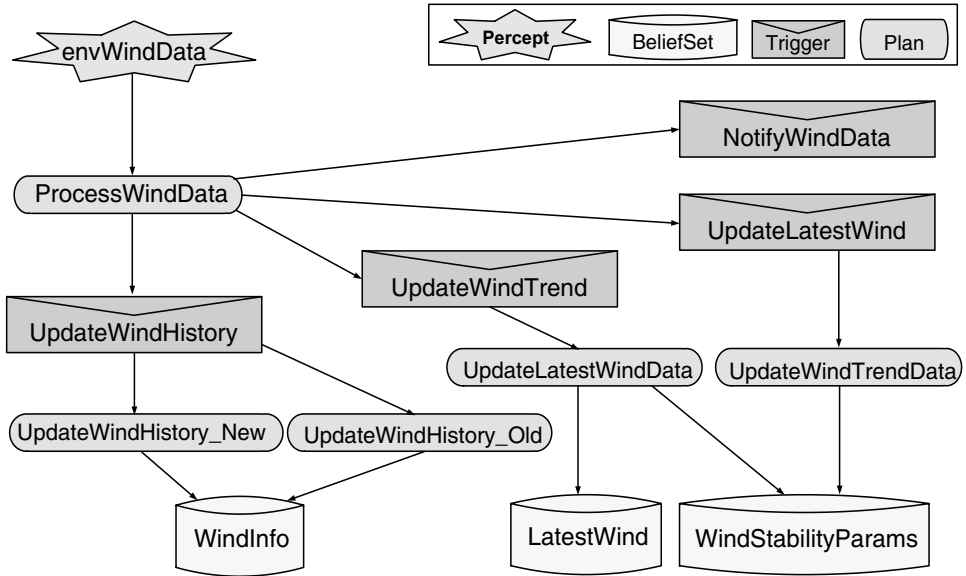 envWindData
Percept
BeliefSet
Trigger
Plan
NotifyWindData
ProcessWindData
UpdateLatestWind
UpdateWindTrend
UpdateWindHistory
UpdateLatestWindData
UpdateWindTrendData
UpdateWindHistory_New
UpdateWindHistory_Old
WindInfo
LatestWind
WindStabilityParams